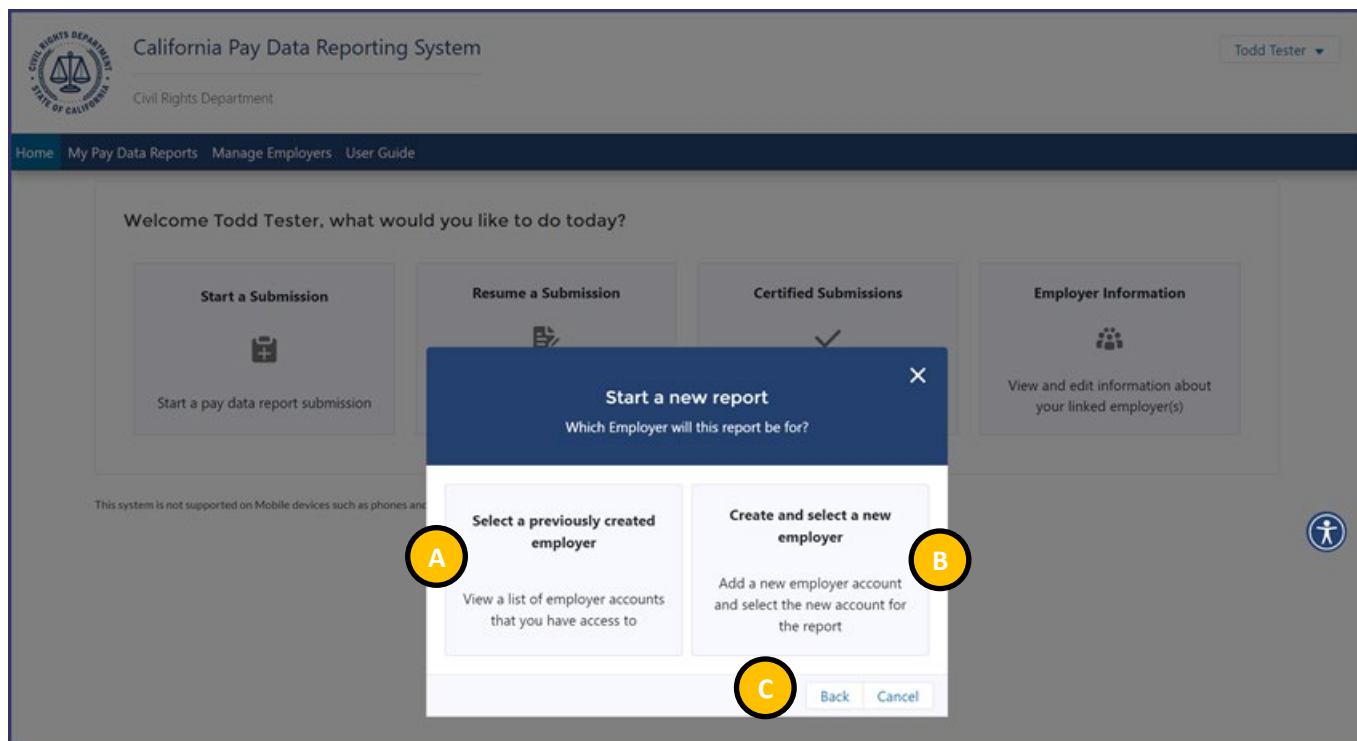 CIVIL RIGHTS DEPARTMENT
STATE OF CALIFORNIA
California Pay Data Reporting System
Civil Rights Department
Todd Tester
Home My Pay Data Reports Manage Employers User Guide
Welcome Todd Tester, what would you like to do today?
Start a Submission
Start a pay data report submission
Resume a Submission
Certified Submissions
Employer Information
View and edit information about
your linked employer(s)
This system is not supported on Mobile devices such as phones
Start a new report
Which Employer will this report be for?
A
Select a previously created
employer
View a list of employer accounts
that you have access to
B
Create and select a new
employer
Add a new employer account
and select the new account for
the report
C
Back Cancel